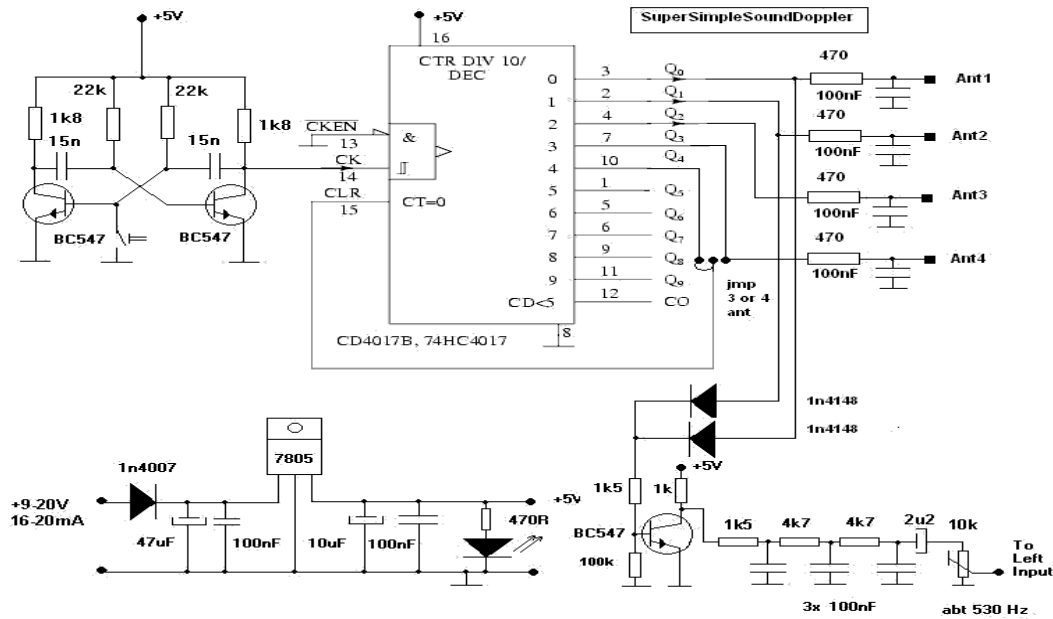 SuperSimpleSoundDoppler
+5V
22k
22k
1k8
1k8
15n
15n
BC547
BC547
+5V
16
CTR DIV 10/
DEC
CKEN
13
&
CK
14
CLR
15
CT=0
0
3
Q0
1
2
Q1
2
4
Q2
3
7
Q3
4
10
Q4
5
1
Q5
6
5
Q6
7
6
Q7
8
9
Q8
9
11
Q9
CD<5
12
CO
8
CD4017B, 74HC4017
jmp
3 or 4
ant
470
100nF
Ant1
470
100nF
Ant2
470
100nF
Ant3
470
100nF
Ant4
1n4148
1n4148
7805
1n4007
+9-20V
16-20mA
47uF
100nF
10uF
100nF
470R
+5V
+5V
1k5
1k
BC547
100k
1k5
4k7
4k7
2u2
10k
To
Left
Input
3x 100nF
abt 530 Hz